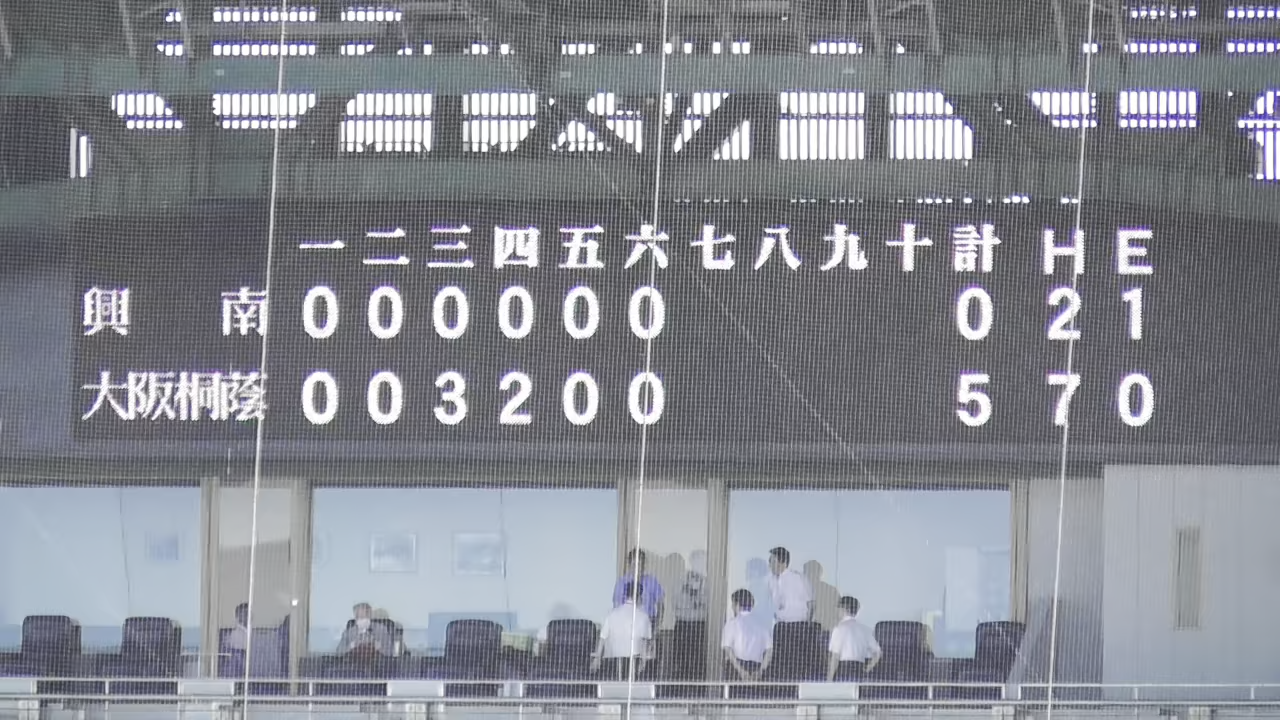 一 二 三 四 五 六 七 八 九 十 計 H E
興南 0 0 0 0 0 0 0 2 1
大阪桐蔭 0 0 3 2 0 0 5 7 0